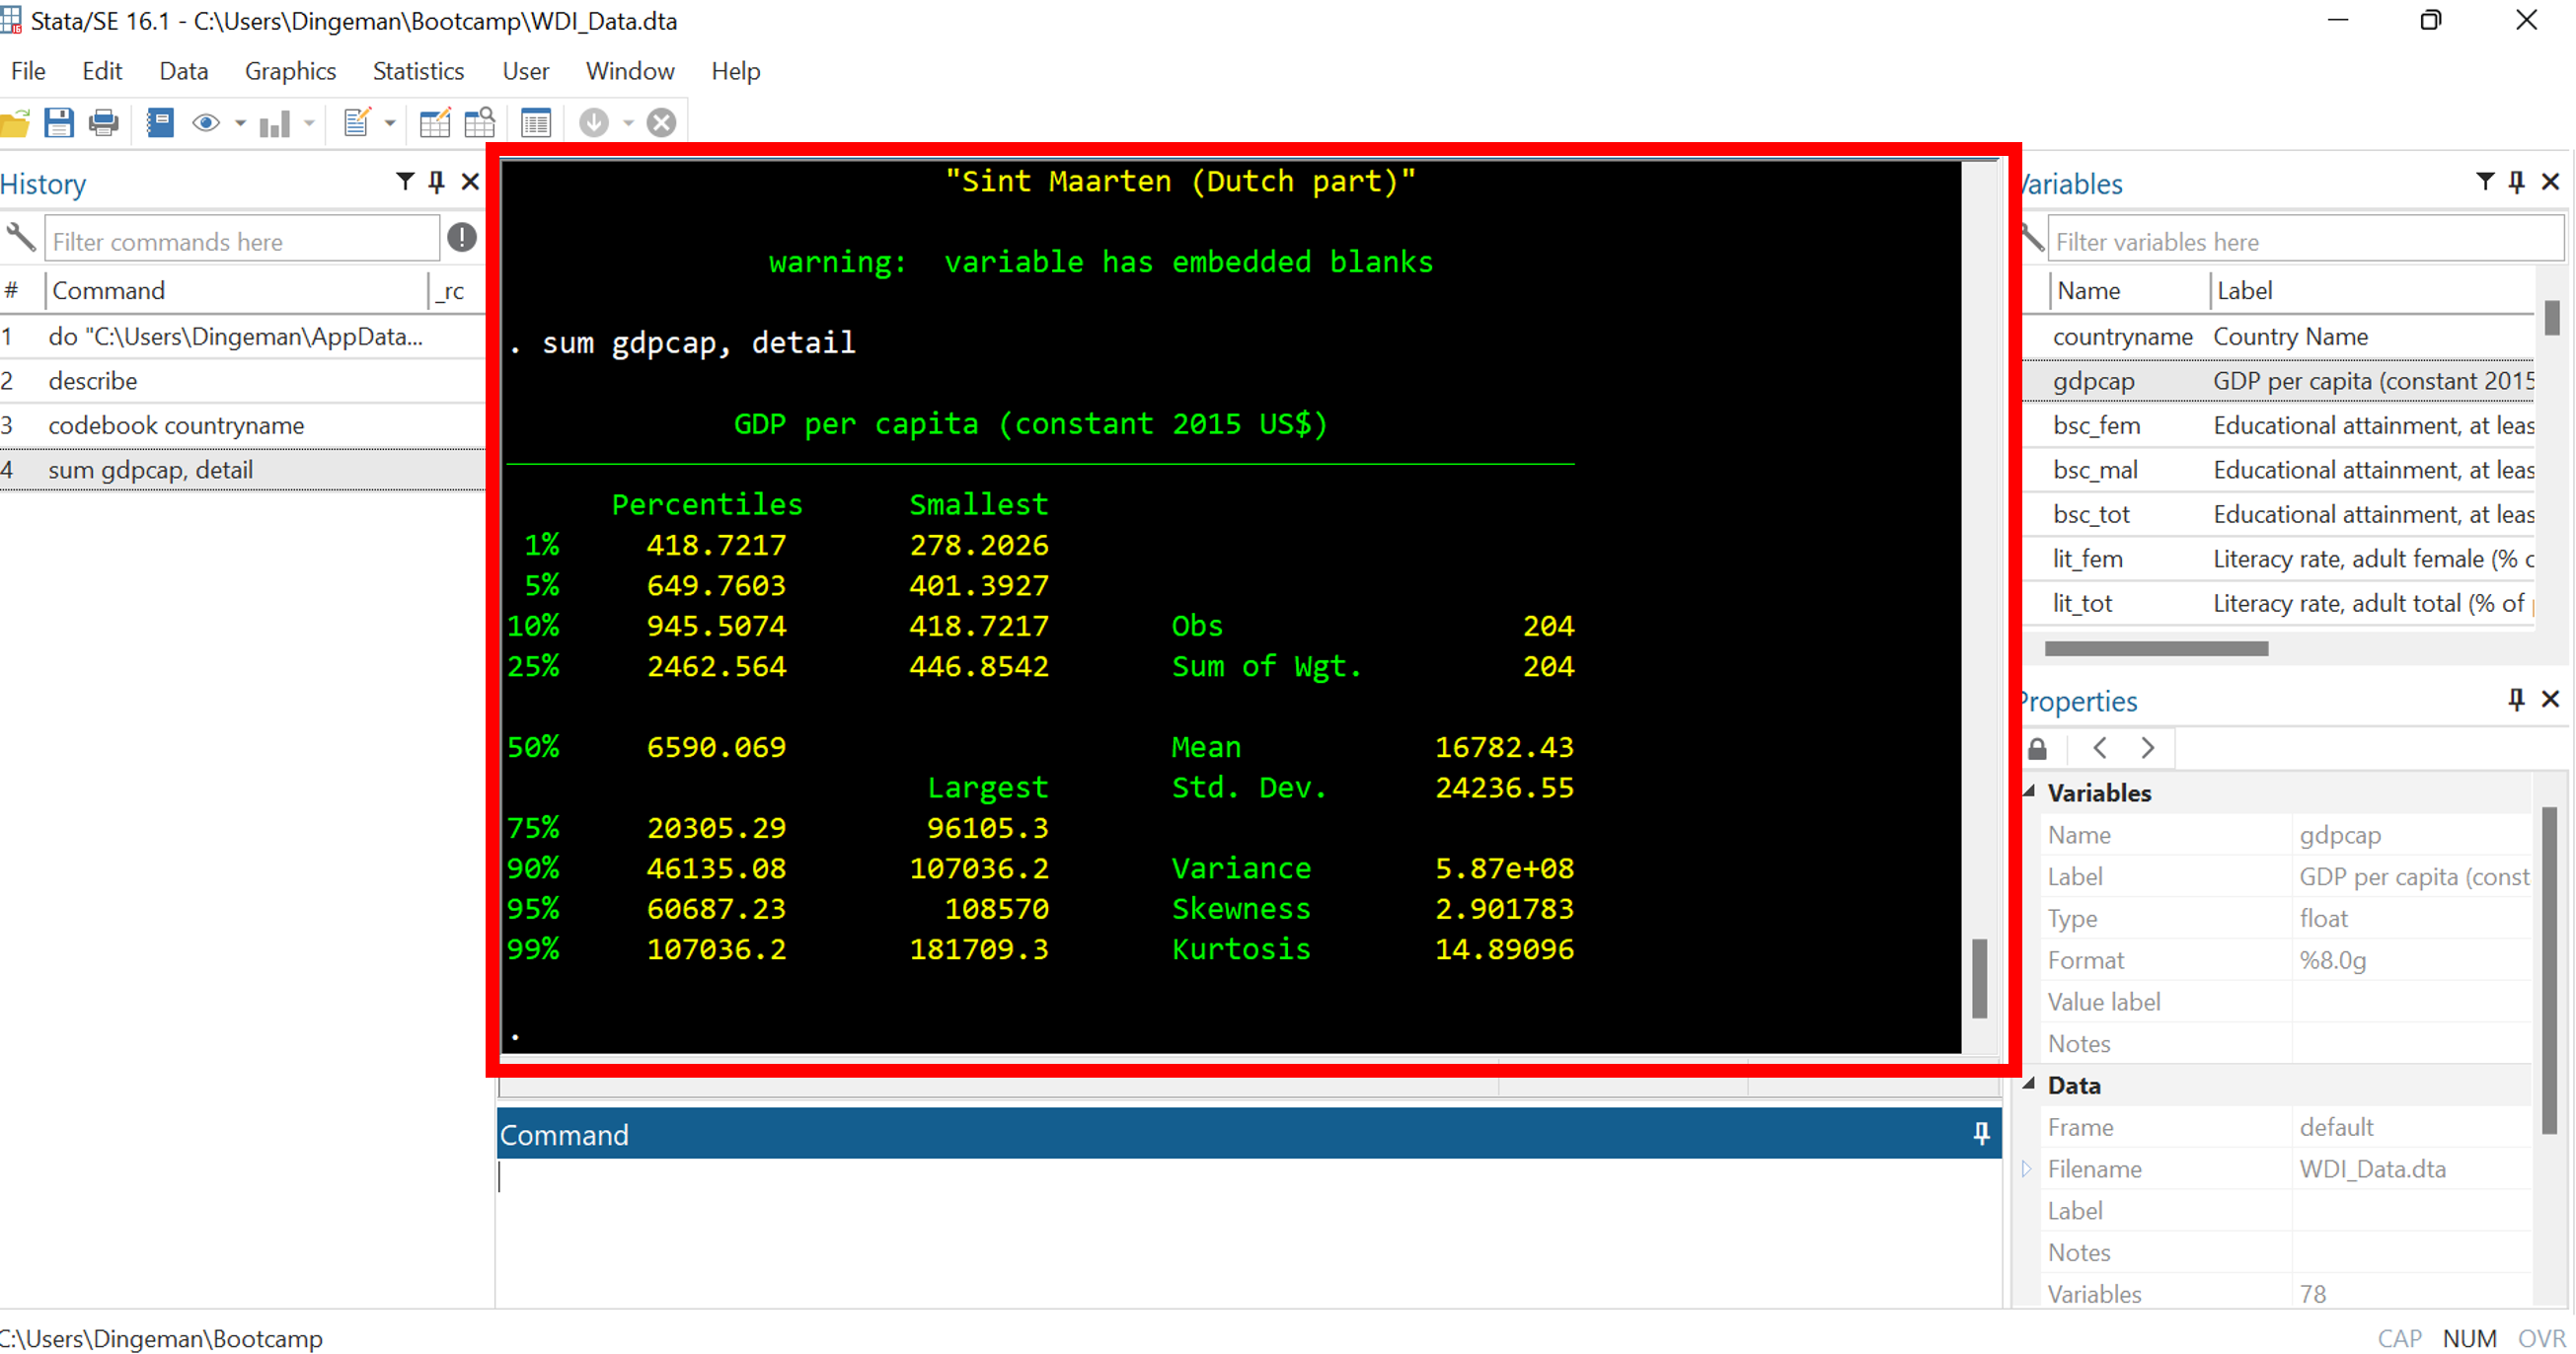 Stata/SE 16.1 - C:\Users\Dingeman\Bootcamp\WDI_Data.dta
File Edit Data Graphics Statistics User Window Help
History
Filter commands here
# Command _rc
1 do "C:\Users\Dingeman\AppData...
2 describe
3 codebook countryname
4 sum gdpcap, detail
"Sint Maarten (Dutch part)"
warning: variable has embedded blanks
. sum gdpcap, detail
GDP per capita (constant 2015 US$)
Percentiles Smallest
1% 418.7217 278.2026
5% 649.7603 401.3927
10% 945.5074 418.7217 Obs 204
25% 2462.564 446.8542 Sum of Wgt. 204
50% 6590.069 Mean 16782.43
Largest Std. Dev. 24236.55
75% 20305.29 96105.3
90% 46135.08 107036.2 Variance 5.87e+08
95% 60687.23 108570 Skewness 2.901783
99% 107036.2 181709.3 Kurtosis 14.89096
.
Command
Variables
Filter variables here
Name Label
countryname Country Name
gdpcap GDP per capita (constant 2015
bsc_fem Educational attainment, at leas
bsc_mal Educational attainment, at leas
bsc_tot Educational attainment, at leas
lit_fem Literacy rate, adult female (% c
lit_tot Literacy rate, adult total (% of
Properties
Variables
Name gdpcap
Label GDP per capita (const
Type float
Format %8.0g
Value label
Notes
Data
Frame default
Filename WDI_Data.dta
Label
Notes
Variables 78
C:\Users\Dingeman\Bootcamp
CAP NUM OVR